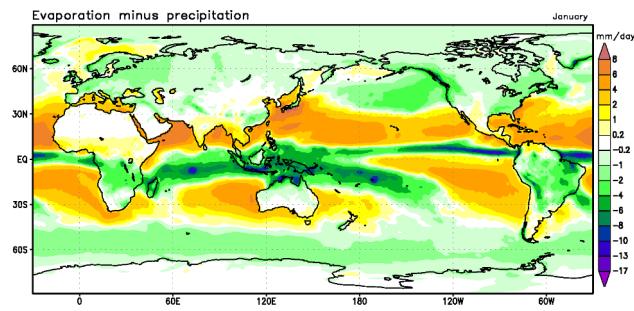 Evaporation minus precipitation
January
mm/day
8
6
4
2
1
0.2
-0.2
-1
-2
-4
-6
-8
-10
-13
-17
60N
30N
EQ
30S
60S
0
60E
120E
180
120W
60W